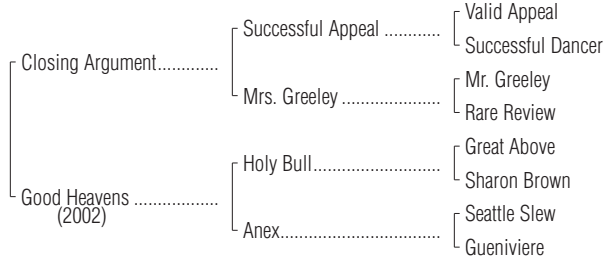 Valid Appeal
Successful Appeal ............
Successful Dancer
Closing Argument.............
Mr. Greeley
Mrs. Greeley .....................
Rare Review
Great Above
Holy Bull...........................
Sharon Brown
Good Heavens ..................
(2002)
Seattle Slew
Anex..................................
Gueniviere